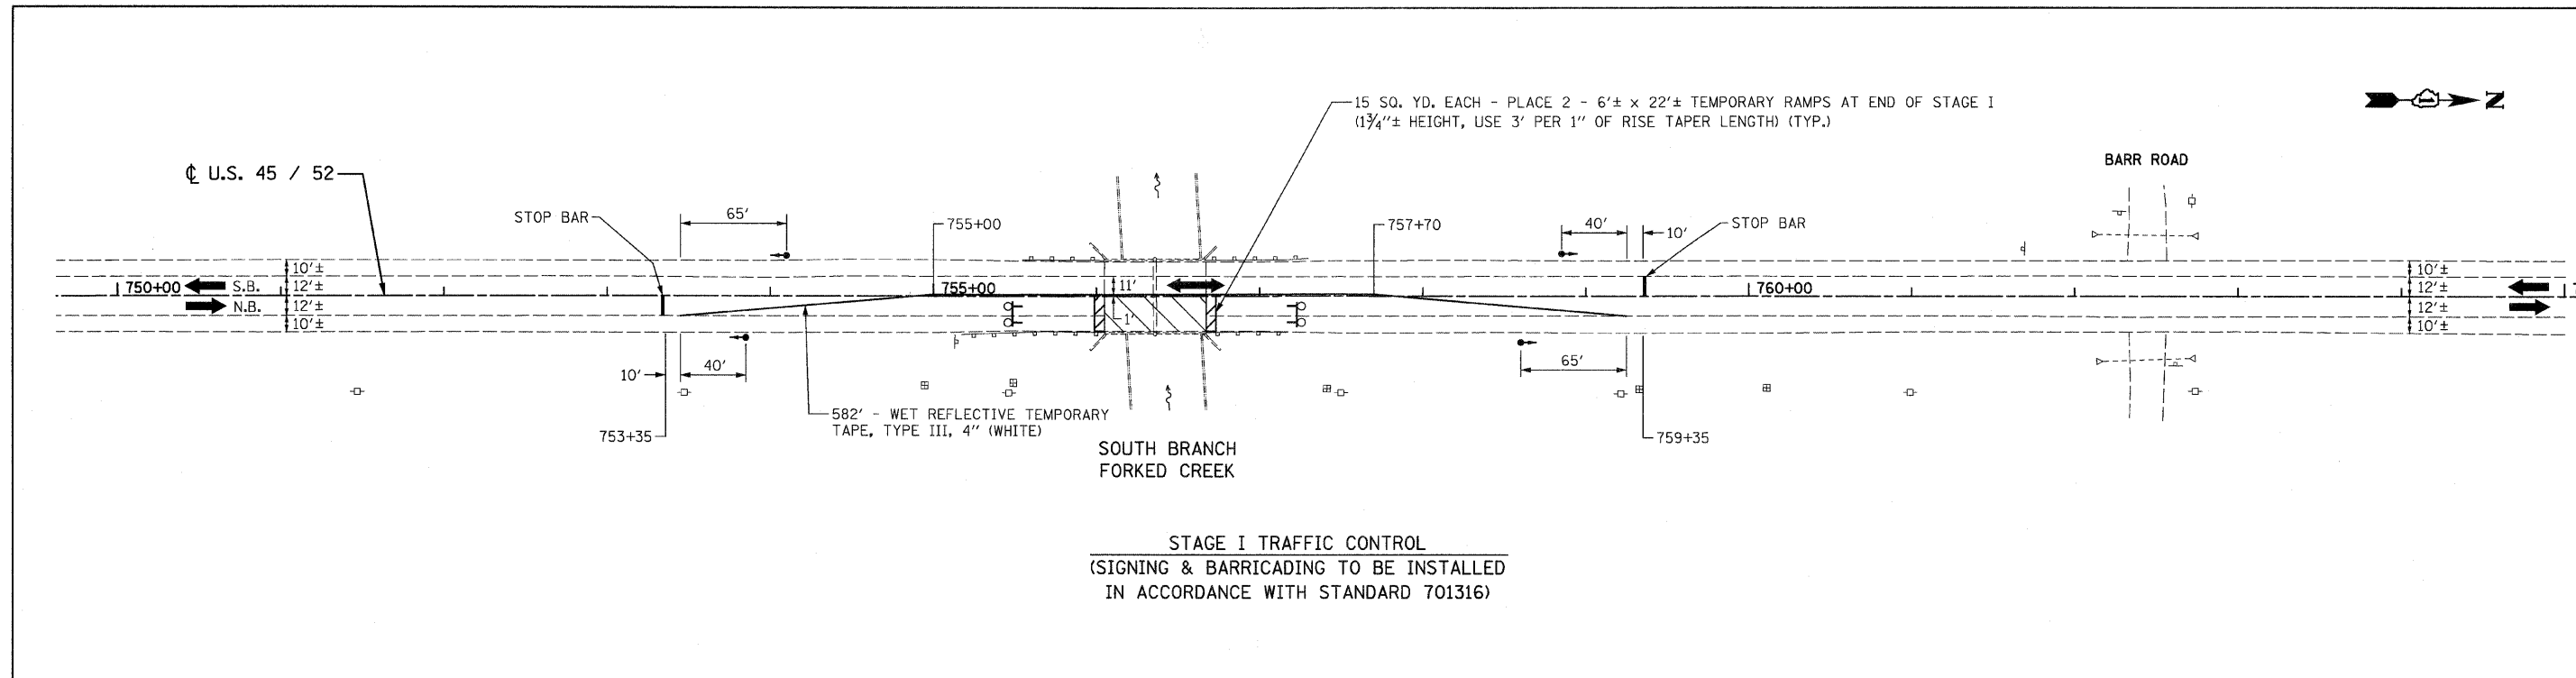 15 SQ. YD. EACH - PLACE 2 - 6'± x 22'± TEMPORARY RAMPS AT END OF STAGE I
(1¾"± HEIGHT, USE 3' PER 1" OF RISE TAPER LENGTH) (TYP.)
N
BARR ROAD
℄ U.S. 45 / 52
STOP BAR
65'
755+00
757+70
40'
10'
STOP BAR
10'±
12'±
12'±
10'±
750+00
S.B.
N.B.
755+00
11'
1'
760+00
10'±
12'±
12'±
10'±
10'
40'
65'
582' - WET REFLECTIVE TEMPORARY
TAPE, TYPE III, 4" (WHITE)
753+35
759+35
SOUTH BRANCH
FORKED CREEK
STAGE I TRAFFIC CONTROL
(SIGNING & BARRICADING TO BE INSTALLED
IN ACCORDANCE WITH STANDARD 701316)